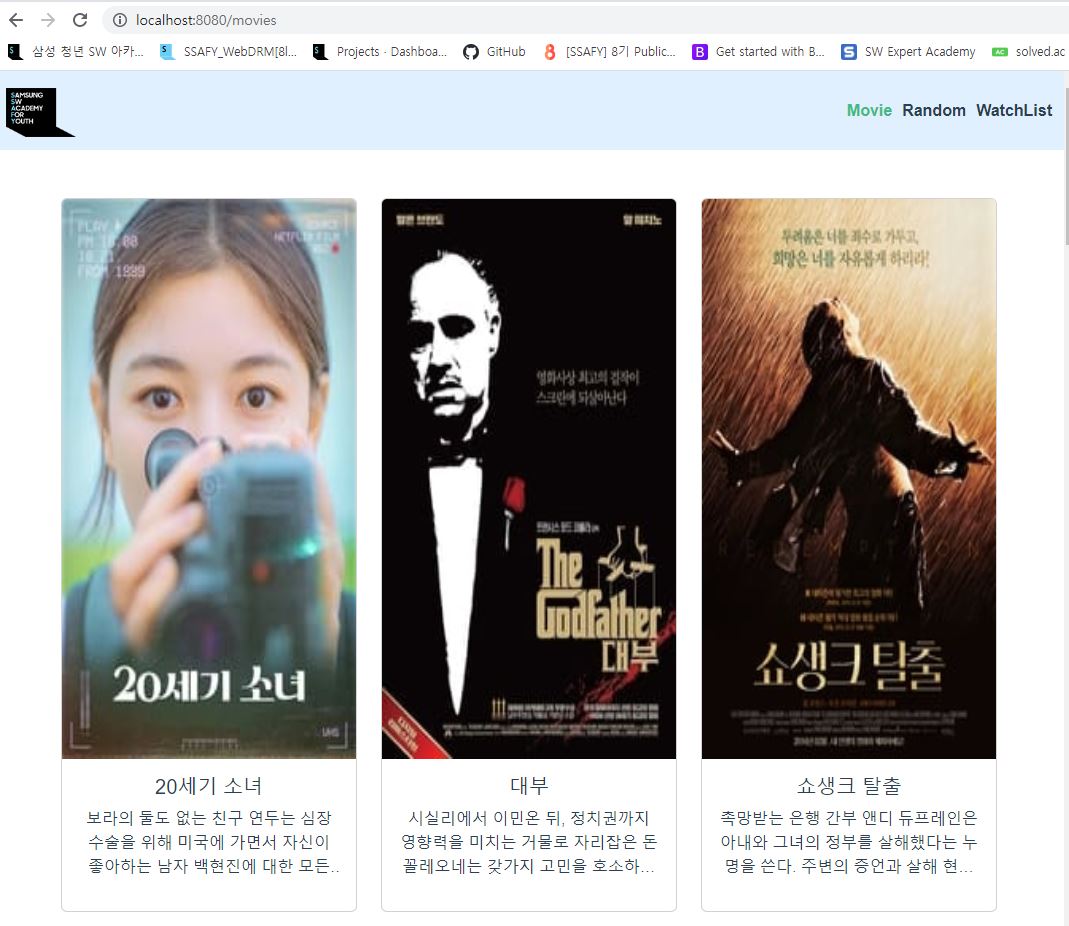 localhost:8080/movies
삼성 청년 SW 아카... SSAFY_WebDRM[8l... Projects · Dashboa... GitHub [SSAFY] 8기 Public... Get started with B... SW Expert Academy solved.ac
SAMSUNG
SW
ACADEMY
FOR
YOUTH
Movie Random WatchList
PLAY
PM 10:00
FROM 1999
NETFLIX FILM
20세기 소녀
VHS
20세기 소녀
보라의 둘도 없는 친구 연두는 심장
수술을 위해 미국에 가면서 자신이
좋아하는 남자 백현진에 대한 모든..
말론 브란도 알 파치노
영화사상 최고의 걸작이
스크린에 되살아난다
The
Godfather
대부
대부
시실리에서 이민온 뒤, 정치권까지
영향력을 미치는 거물로 자리잡은 돈
꼴레오네는 갖가지 고민을 호소하...
두려움은 너를 죄수로 가두고,
희망은 너를 자유롭게 하리라!
REDEMPTION
쇼생크 탈출
쇼생크 탈출
촉망받는 은행 간부 앤디 듀프레인은
아내와 그녀의 정부를 살해했다는 누
명을 쓴다. 주변의 증언과 살해 현...